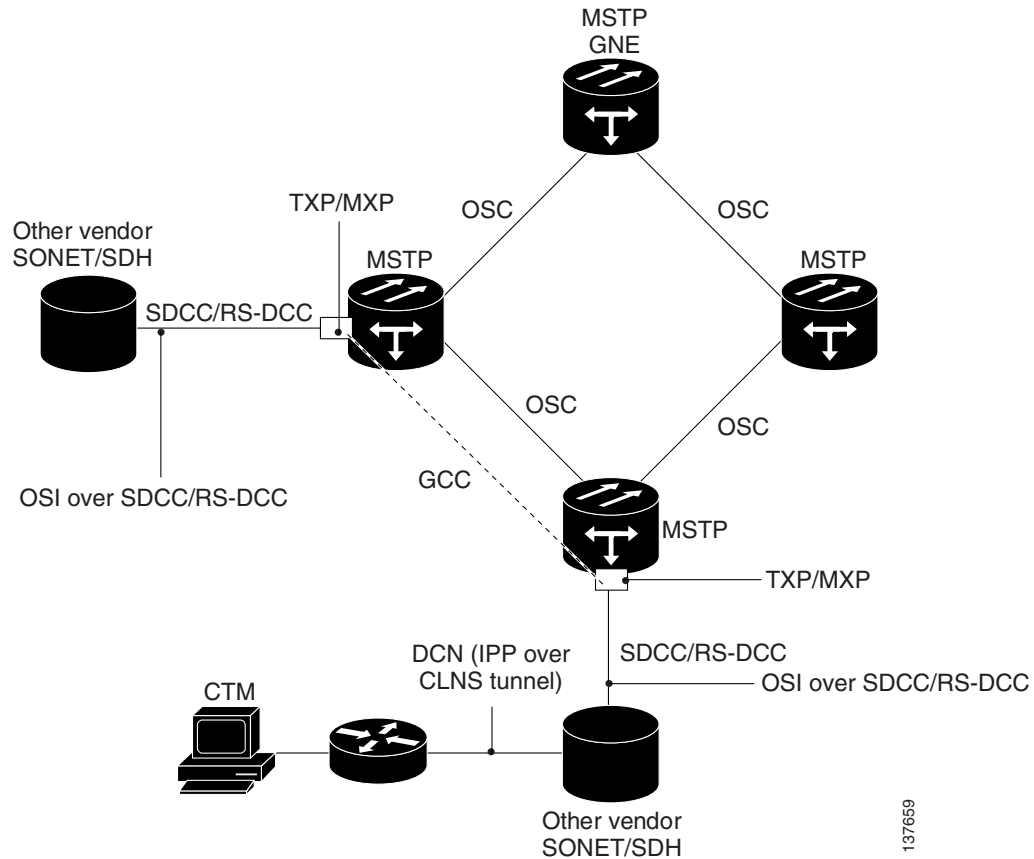 MSTP
GNE
TXP/MXP
OSC
OSC
Other vendor
SONET/SDH
MSTP
MSTP
SDCC/RS-DCC
OSC
OSC
GCC
OSI over SDCC/RS-DCC
MSTP
TXP/MXP
DCN (IPP over
CLNS tunnel)
SDCC/RS-DCC
OSI over SDCC/RS-DCC
CTM
Other vendor
SONET/SDH
137659